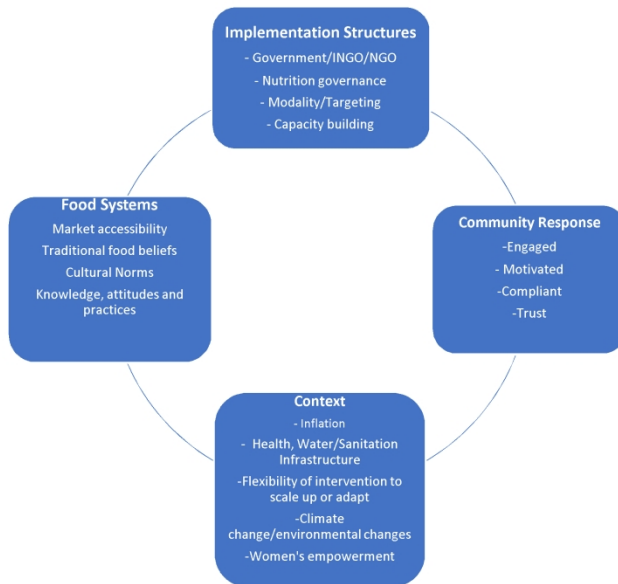 Implementation Structures
- Government/INGO/NGO
- Nutrition governance
- Modality/Targeting
- Capacity building
Food Systems
Market accessibility
Traditional food beliefs
Cultural Norms
Knowledge, attitudes and
practices
Community Response
-Engaged
- Motivated
-Compliant
-Trust
Context
- Inflation
- Health, Water/Sanitation
Infrastructure
-Flexibility of intervention to
scale up or adapt
-Climate
change/environmental changes
-Women's empowerment